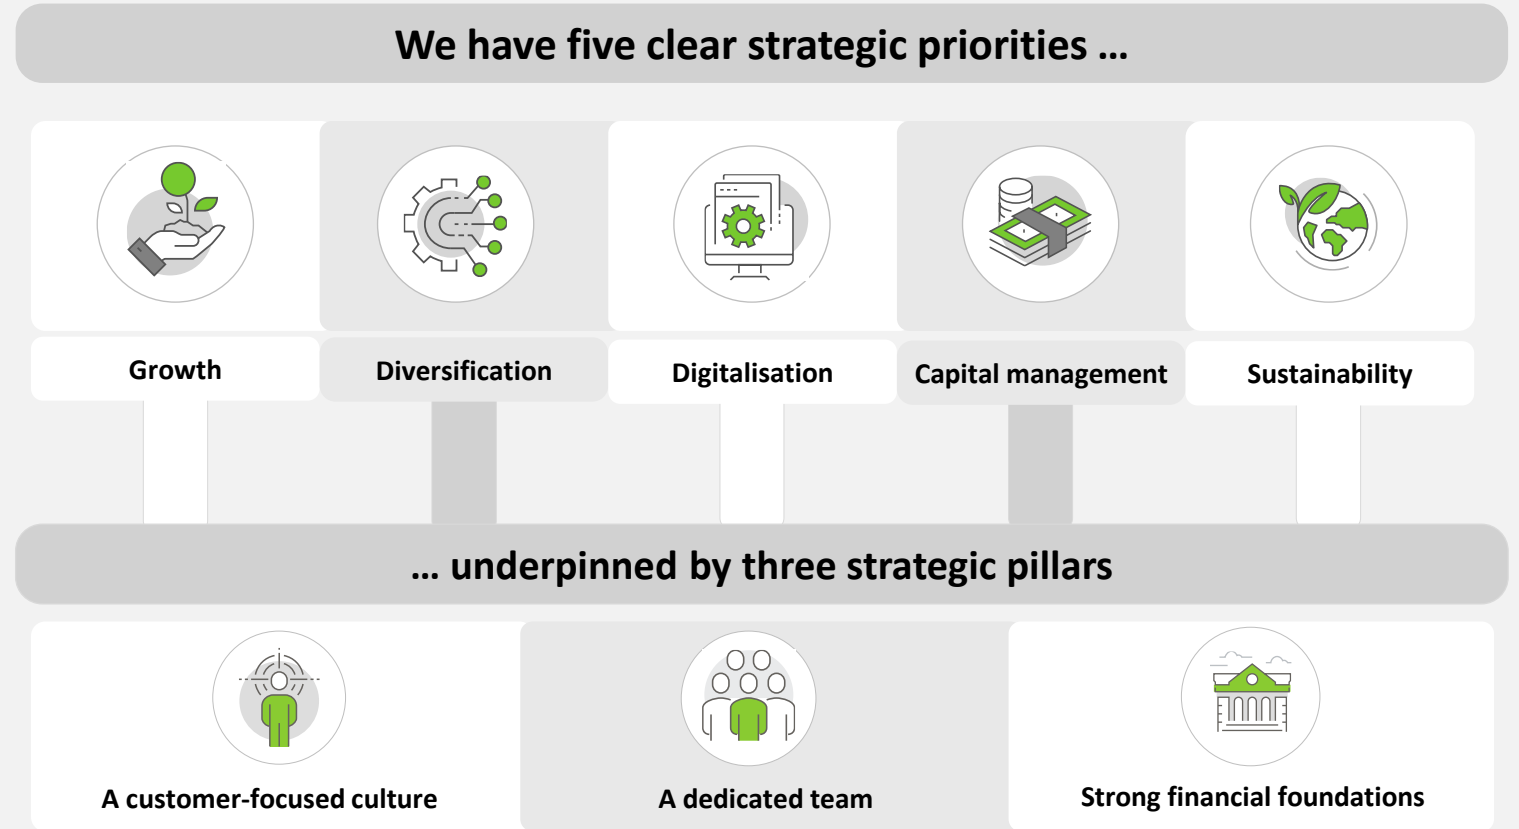 We have five clear strategic priorities …
Growth
Diversification
Digitalisation
Capital management
Sustainability
… underpinned by three strategic pillars
A customer-focused culture
A dedicated team
Strong financial foundations